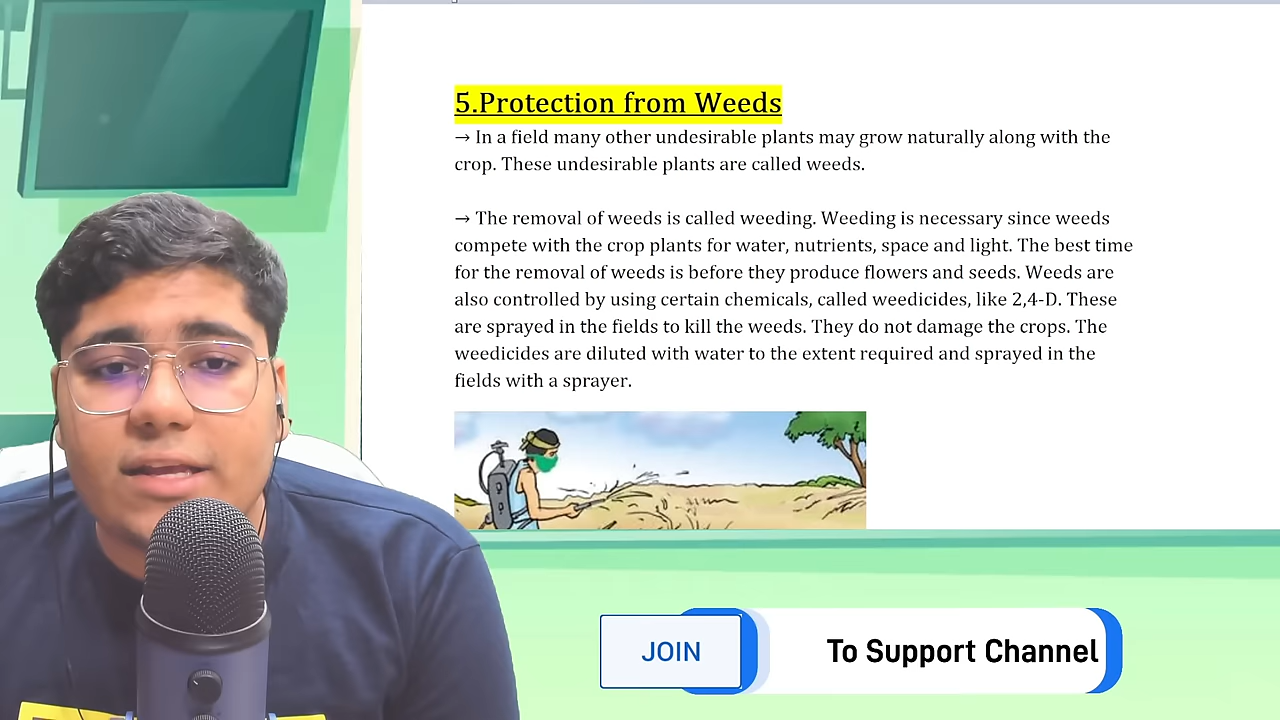 5.Protection from Weeds
→ In a field many other undesirable plants may grow naturally along with the
crop. These undesirable plants are called weeds.
→ The removal of weeds is called weeding. Weeding is necessary since weeds
compete with the crop plants for water, nutrients, space and light. The best time
for the removal of weeds is before they produce flowers and seeds. Weeds are
also controlled by using certain chemicals, called weedicides, like 2,4-D. These
are sprayed in the fields to kill the weeds. They do not damage the crops. The
weedicides are diluted with water to the extent required and sprayed in the
fields with a sprayer.
JOIN
To Support Channel